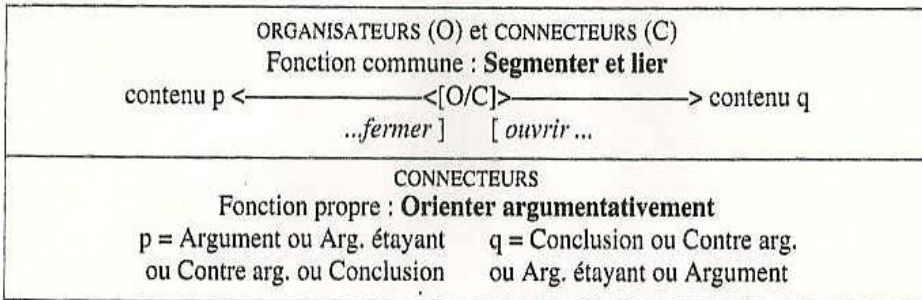 ORGANISATEURS (O) et CONNECTEURS (C)
Fonction commune : Segmenter et lier
contenu p <————————<[O/C]>————————> contenu q
...fermer ] [ ouvrir ...
CONNECTEURS
Fonction propre : Orienter argumentativement
p = Argument ou Arg. étayant q = Conclusion ou Contre arg.
ou Contre arg. ou Conclusion ou Arg. étayant ou Argument